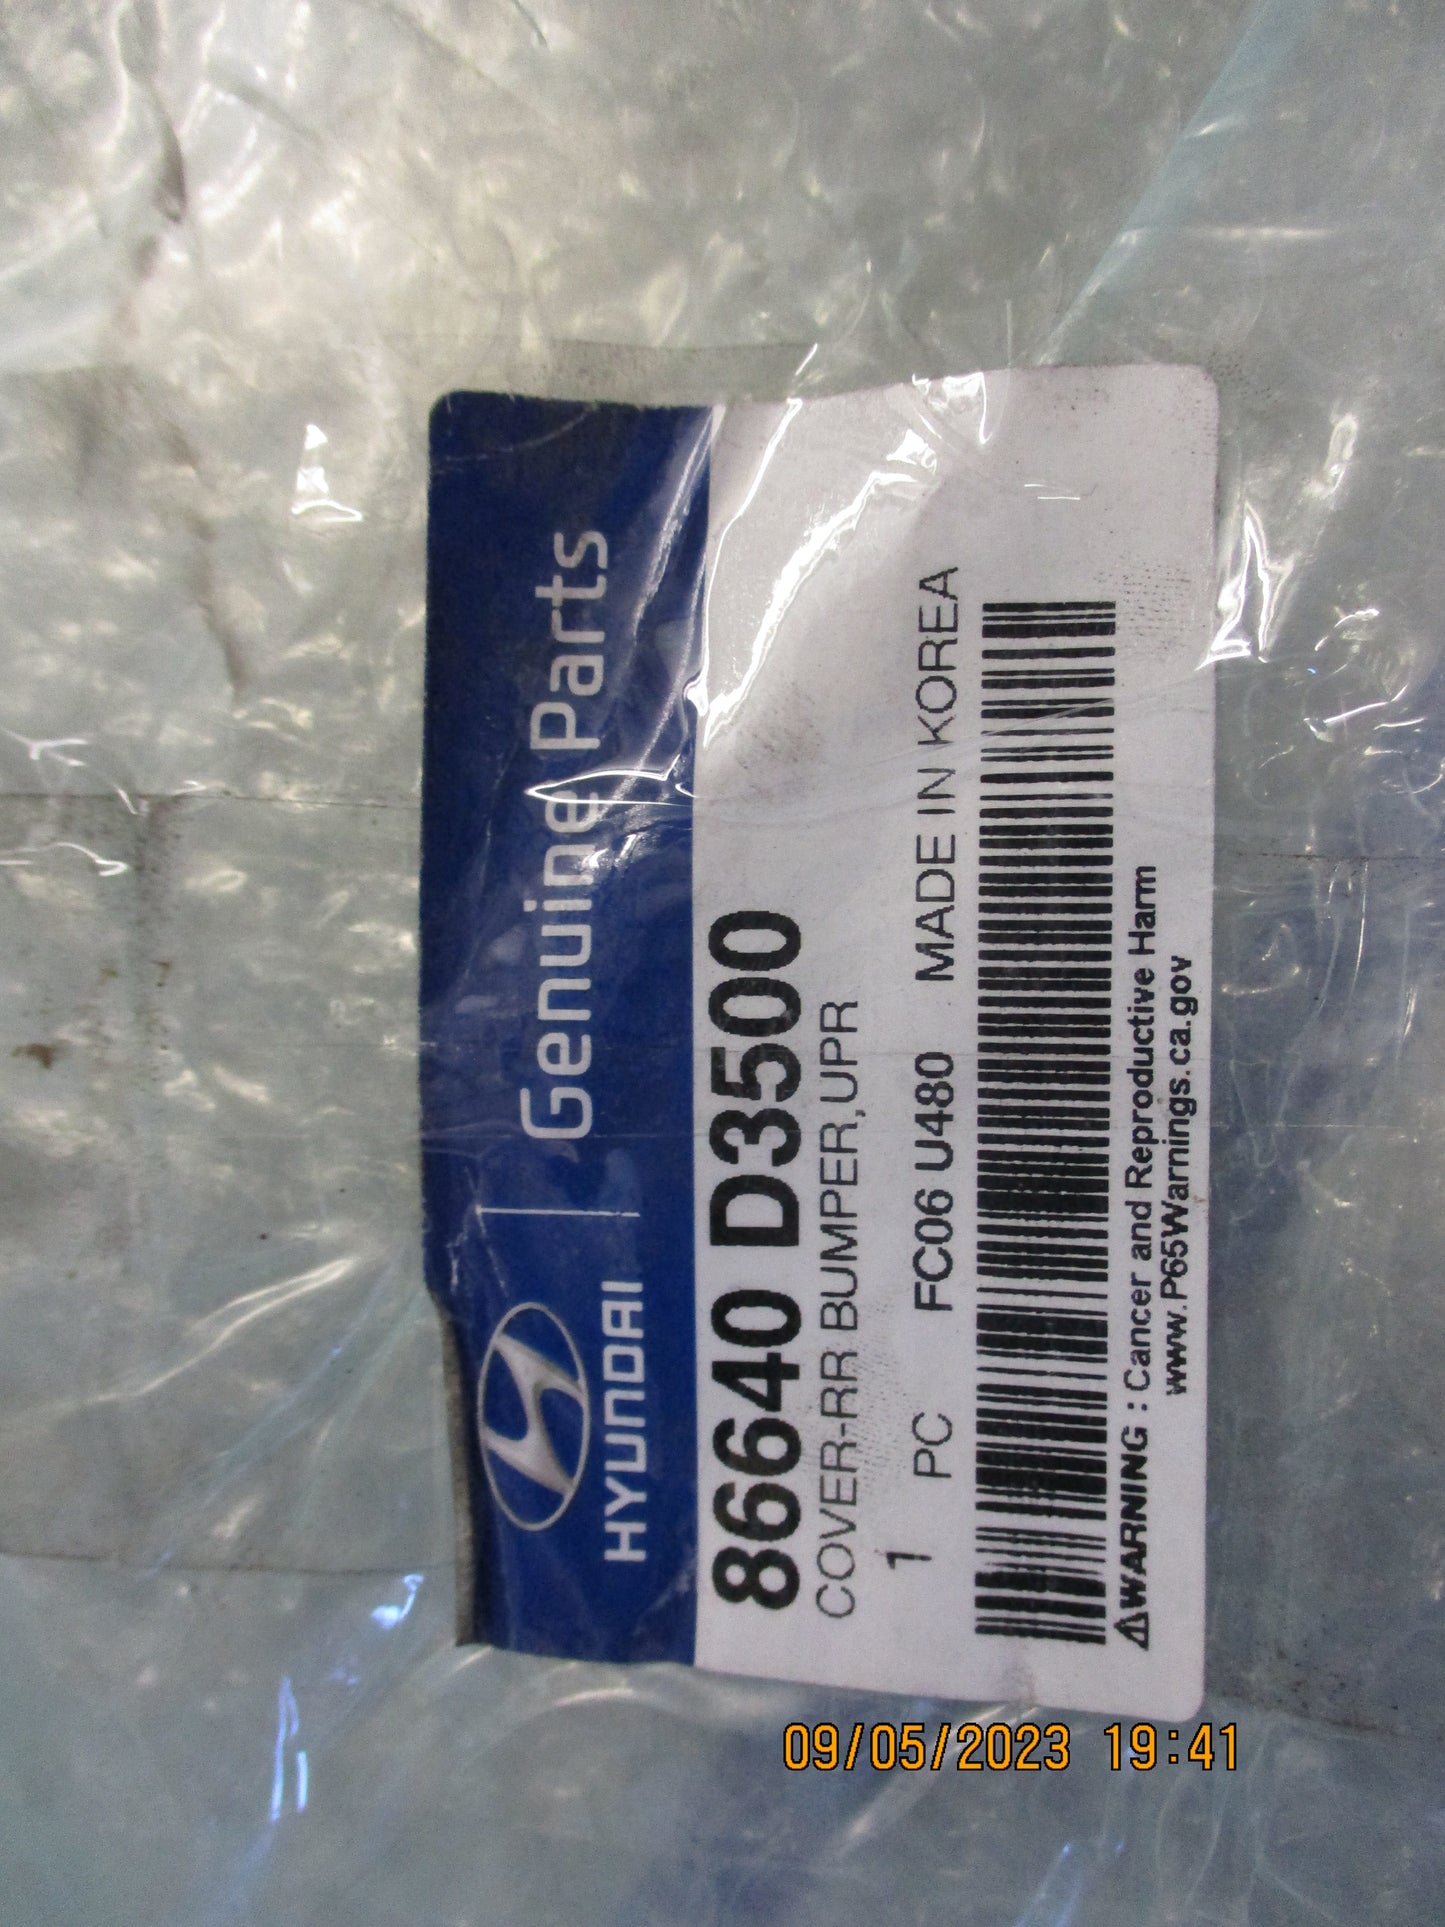 HYUNDAI Genuine Parts
86640 D3500
COVER-RR BUMPER,UPR
1 PC FC06 U480 MADE IN KOREA
⚠WARNING : Cancer and Reproductive Harm
www.P65Warnings.ca.gov
09/05/2023 19:41